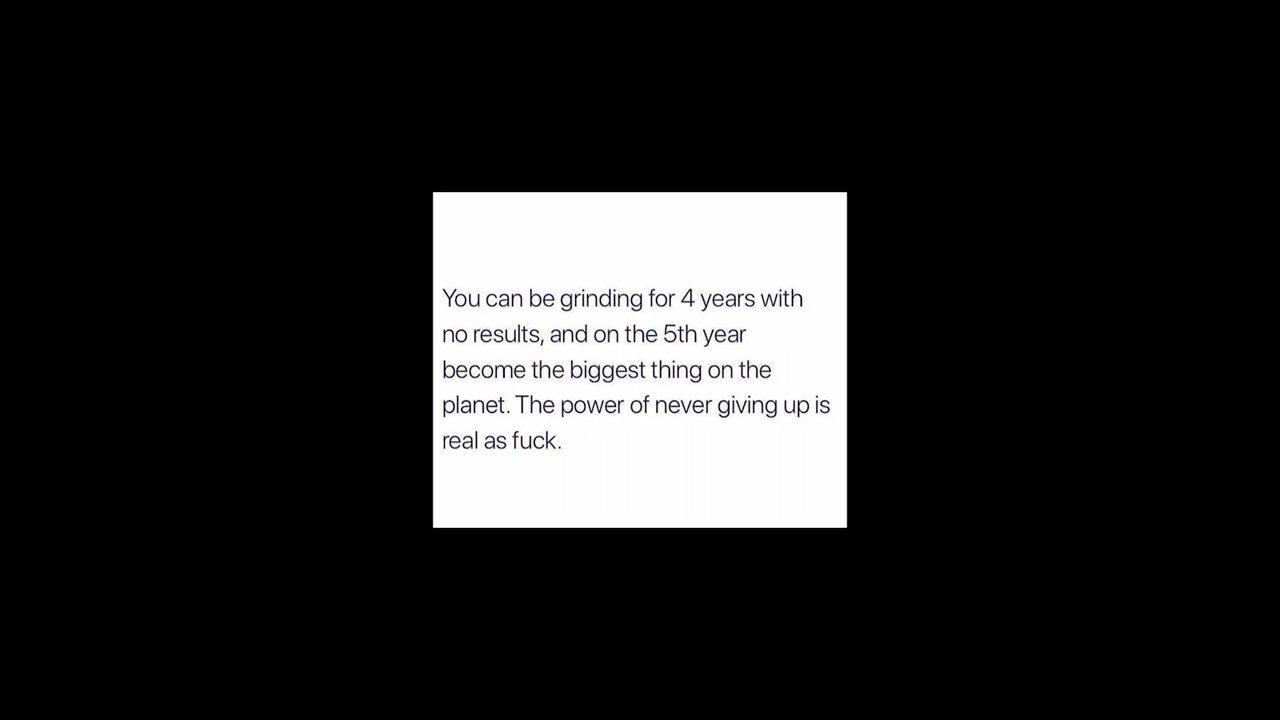 You can be grinding for 4 years with
no results, and on the 5th year
become the biggest thing on the
planet. The power of never giving up is
real as fuck.